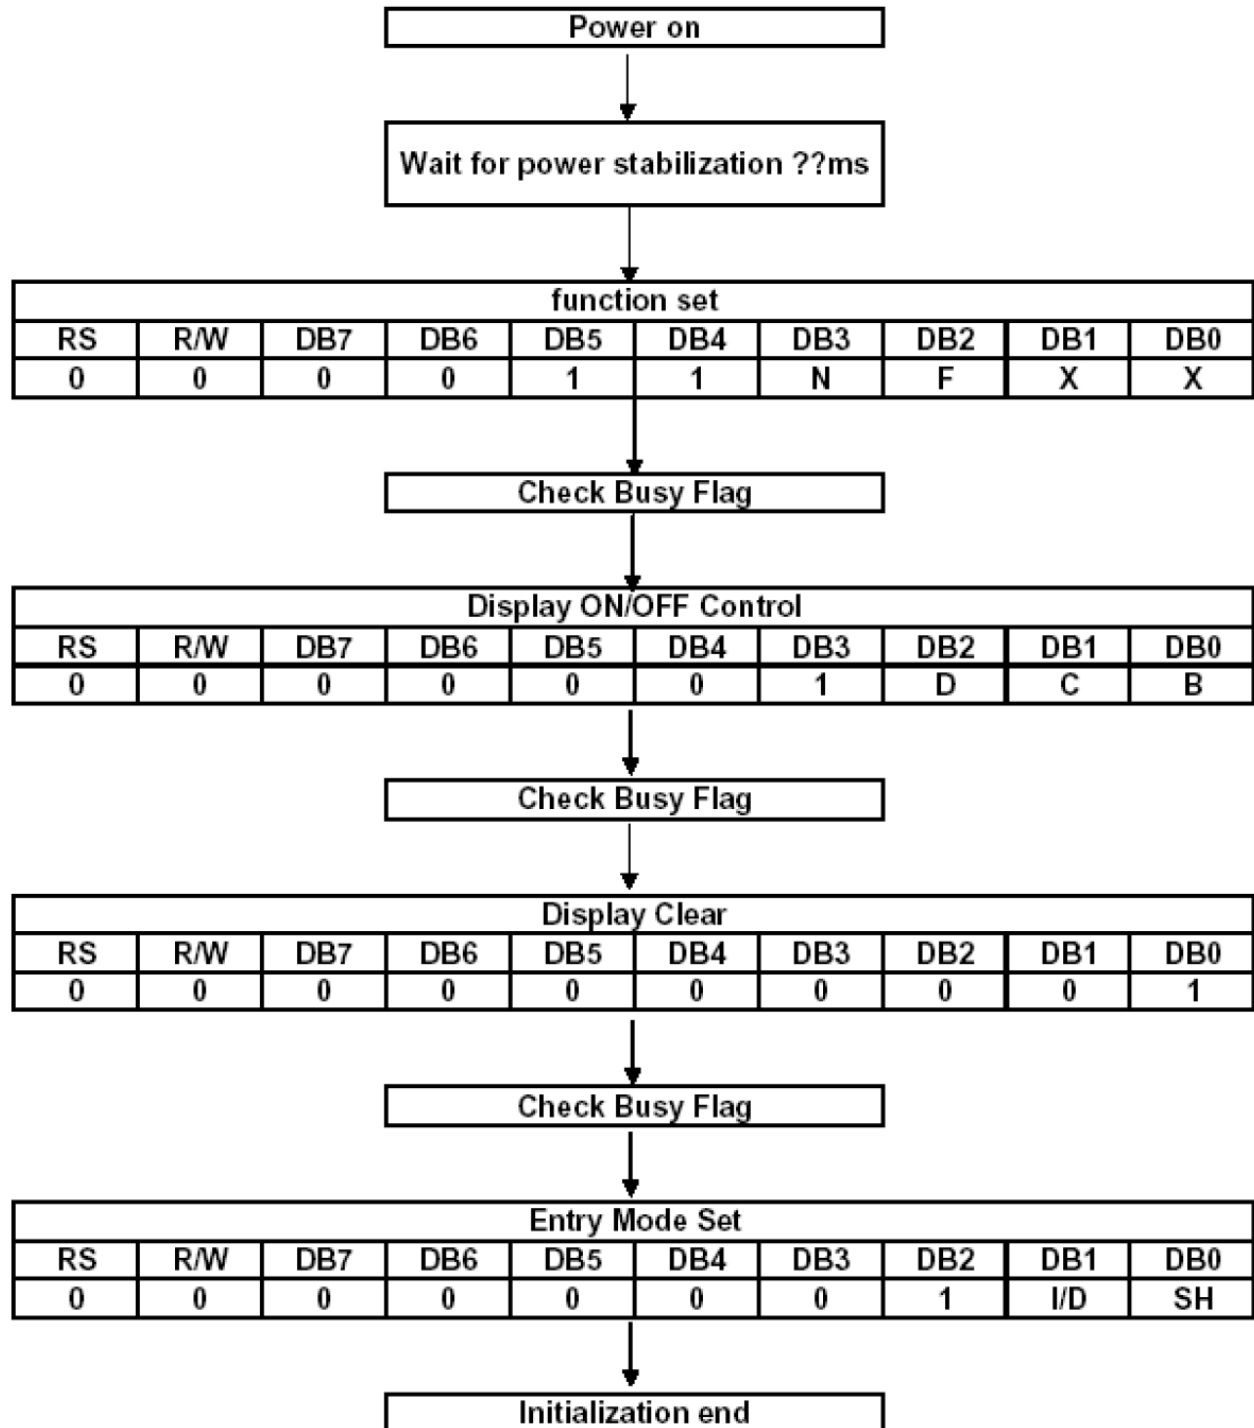 Power on
Wait for power stabilization ??ms
function set
RS R/W DB7 DB6 DB5 DB4 DB3 DB2 DB1 DB0
0 0 0 0 1 1 N F X X
Check Busy Flag
Display ON/OFF Control
RS R/W DB7 DB6 DB5 DB4 DB3 DB2 DB1 DB0
0 0 0 0 0 0 1 D C B
Check Busy Flag
Display Clear
RS R/W DB7 DB6 DB5 DB4 DB3 DB2 DB1 DB0
0 0 0 0 0 0 0 0 0 1
Check Busy Flag
Entry Mode Set
RS R/W DB7 DB6 DB5 DB4 DB3 DB2 DB1 DB0
0 0 0 0 0 0 0 1 I/D SH
Initialization end